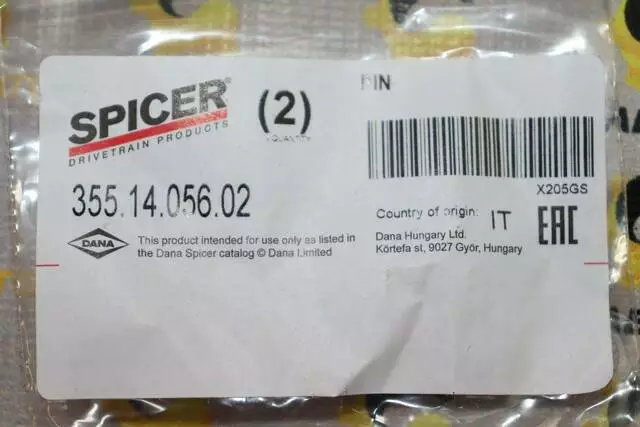 SPICER®
DRIVETRAIN PRODUCTS
(2)
QUANTITY
PIN
X205GS
355.14.056.02
Country of origin: IT
EAC
Dana Hungary Ltd.
Körtefa st, 9027 Győr, Hungary
DANA
This product intended for use only as listed in
the Dana Spicer catalog © Dana Limited